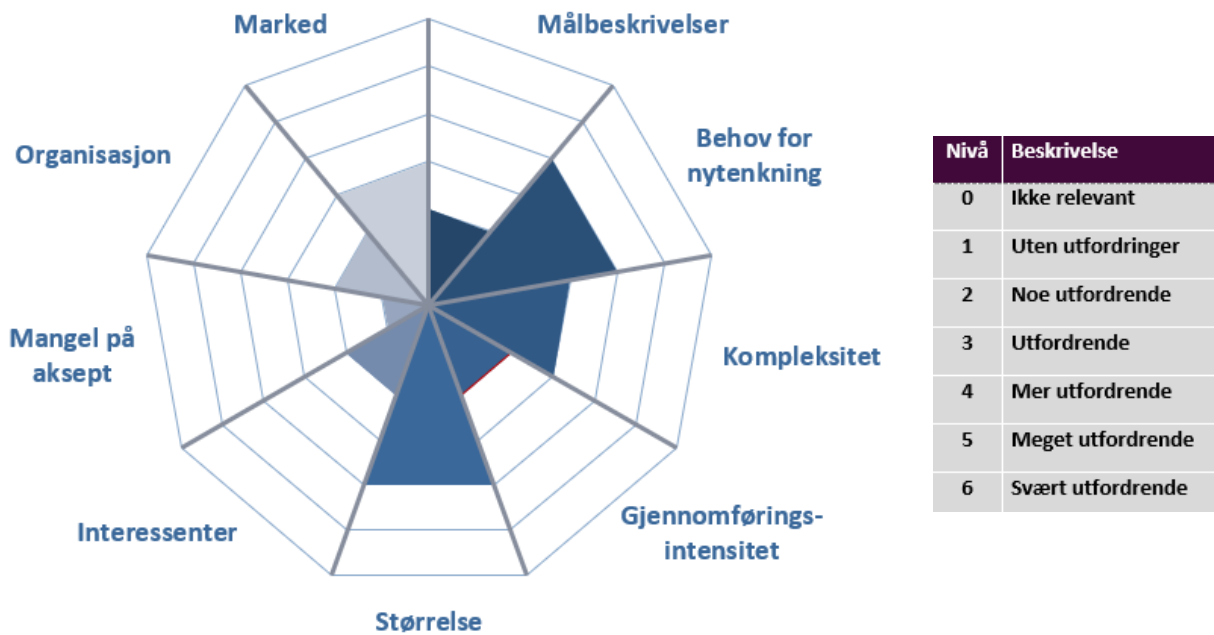 Marked
Målbeskrivelser
Behov for
nytenkning
Kompleksitet
Gjennomførings-
intensitet
Størrelse
Interessenter
Mangel på
aksept
Organisasjon
Nivå Beskrivelse
0 Ikke relevant
1 Uten utfordringer
2 Noe utfordrende
3 Utfordrende
4 Mer utfordrende
5 Meget utfordrende
6 Svært utfordrende